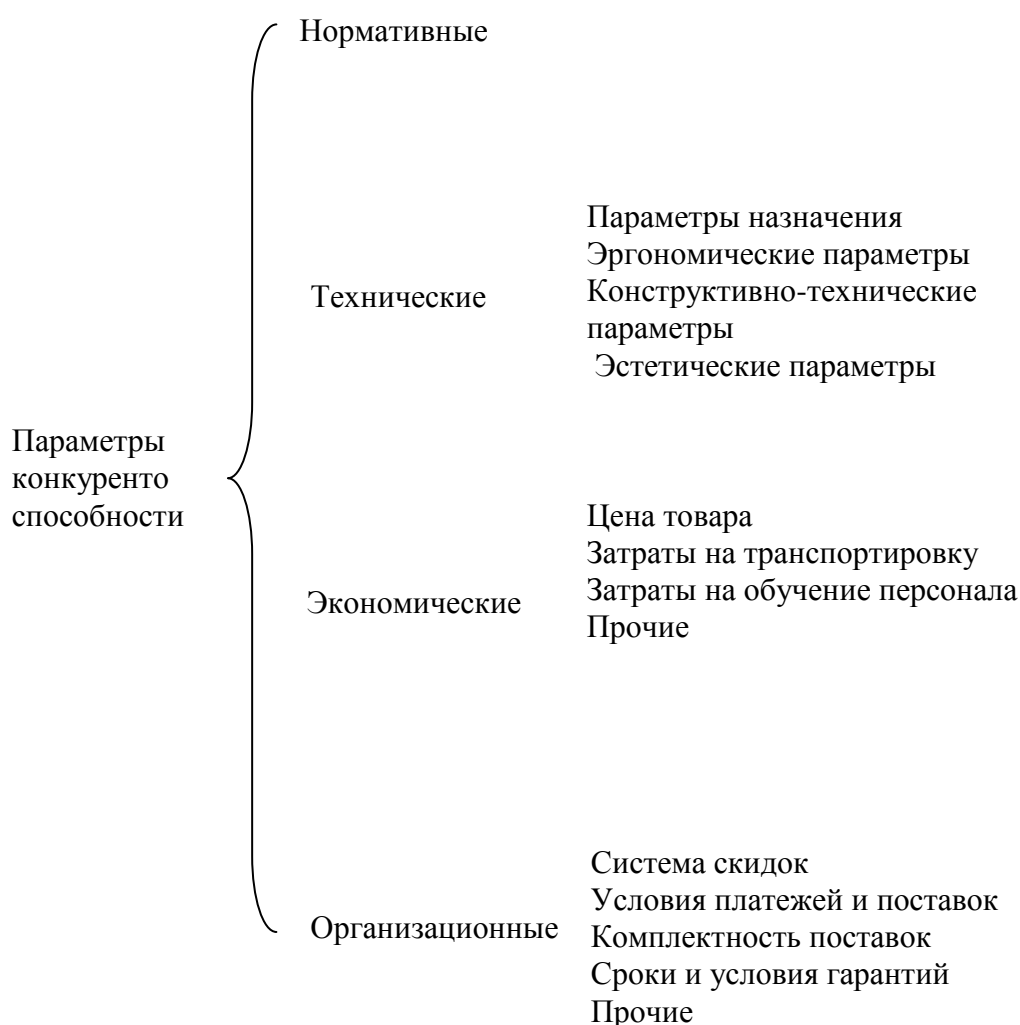 Нормативные
Технические
Параметры назначения
Эргономические параметры
Конструктивно-технические
параметры
Эстетические параметры
Параметры
конкуренто
способности
Экономические
Цена товара
Затраты на транспортировку
Затраты на обучение персонала
Прочие
Организационные
Система скидок
Условия платежей и поставок
Комплектность поставок
Сроки и условия гарантий
Прочие